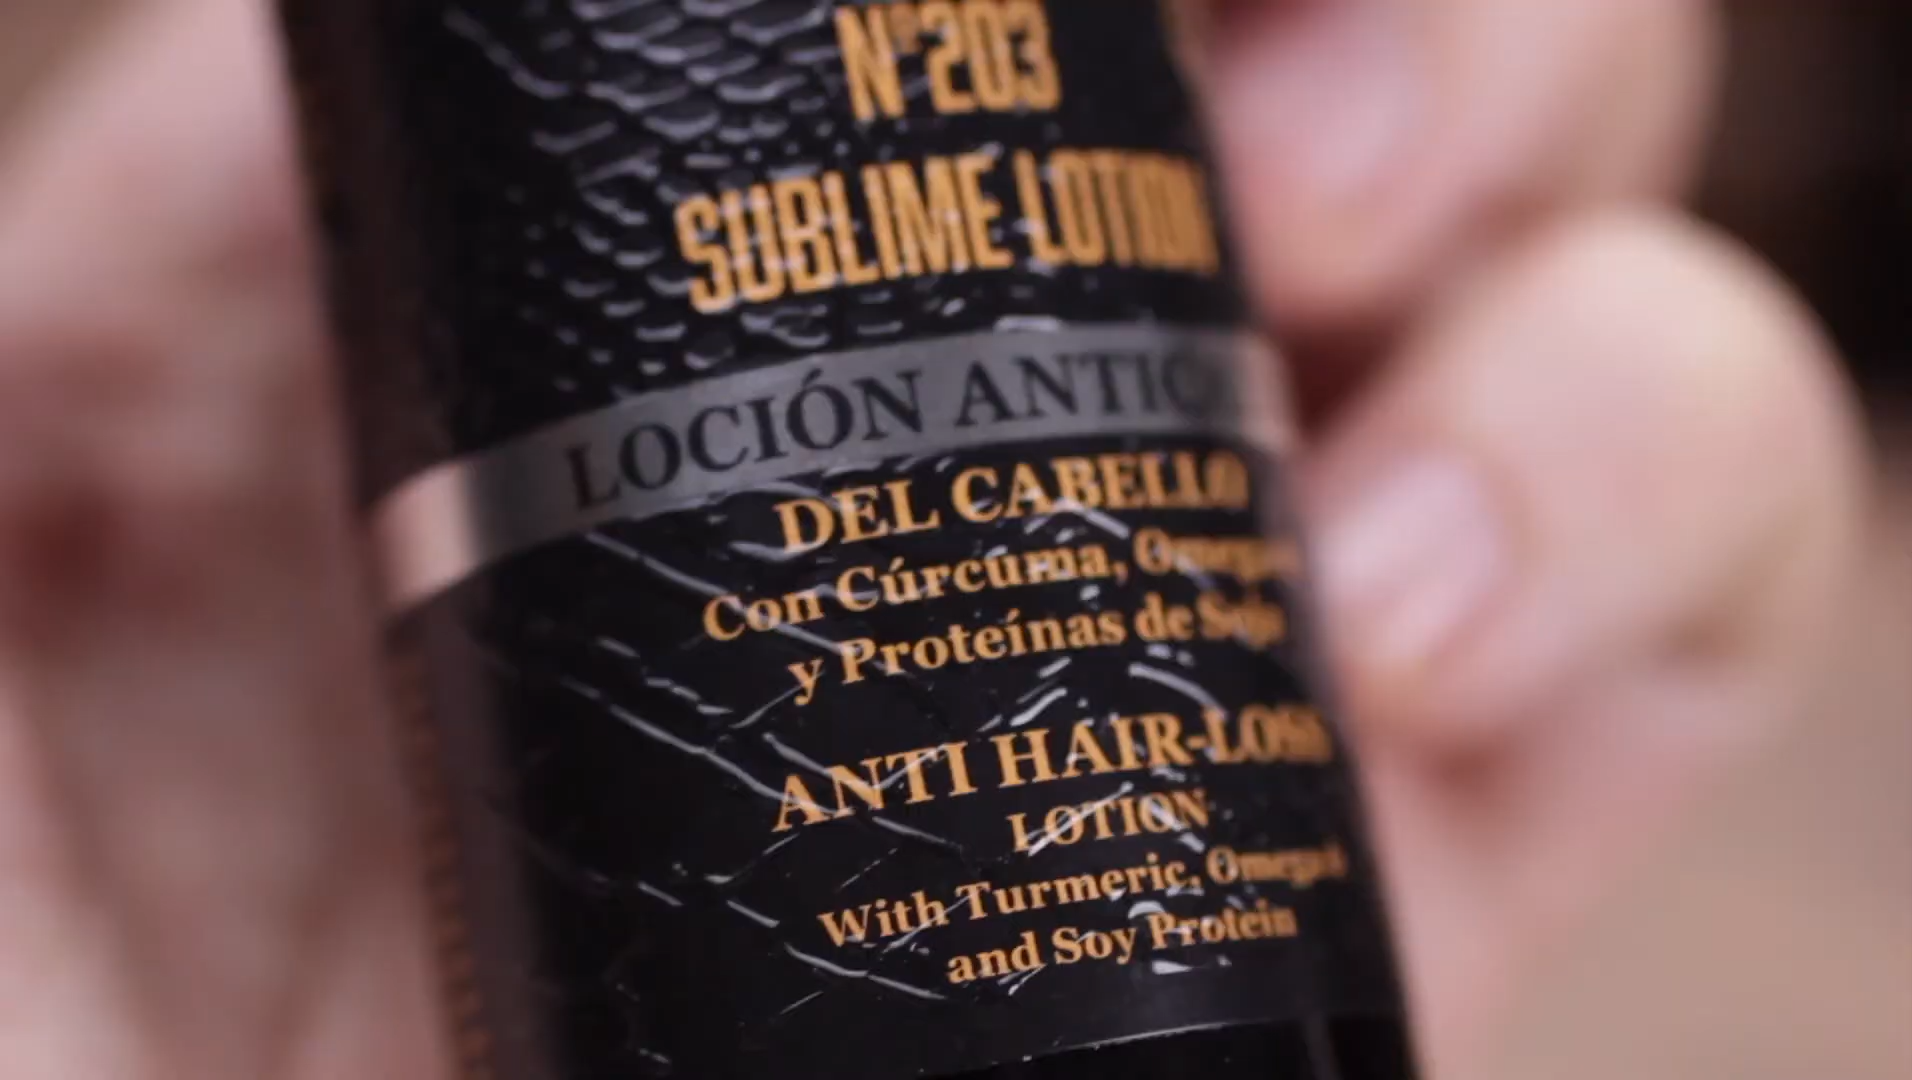 Nº203
SUBLIME LOTION
LOCIÓN
DEL CABELLO
Con Cúrcuma,
y Proteínas de Soja
ANTI HAIR-LOSS
LOTION
With Turmeric,
and Soy Protein